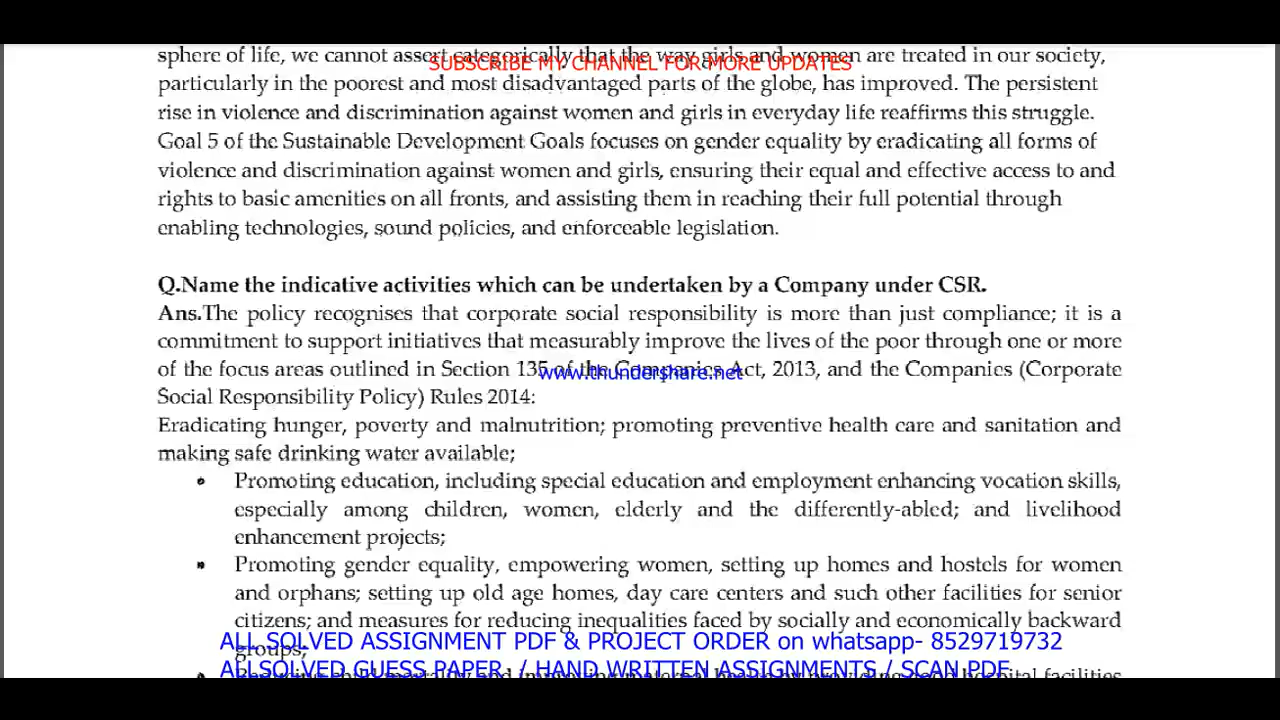 sphere of life, we cannot assert categorically that the way girls and women are treated in our society,
SUBSCRIBE MY CHANNEL FOR MORE UPDATES
particularly in the poorest and most disadvantaged parts of the globe, has improved. The persistent
rise in violence and discrimination against women and girls in everyday life reaffirms this struggle.
Goal 5 of the Sustainable Development Goals focuses on gender equality by eradicating all forms of
violence and discrimination against women and girls, ensuring their equal and effective access to and
rights to basic amenities on all fronts, and assisting them in reaching their full potential through
enabling technologies, sound policies, and enforceable legislation.
Q.Name the indicative activities which can be undertaken by a Company under CSR.
Ans.The policy recognises that corporate social responsibility is more than just compliance; it is a
commitment to support initiatives that measurably improve the lives of the poor through one or more
of the focus areas outlined in Section 135 of the Companies Act, 2013, and the Companies (Corporate
www.thundershare.net
Social Responsibility Policy) Rules 2014:
Eradicating hunger, poverty and malnutrition; promoting preventive health care and sanitation and
making safe drinking water available;
• Promoting education, including special education and employment enhancing vocation skills,
especially among children, women, elderly and the differently-abled; and livelihood
enhancement projects;
• Promoting gender equality, empowering women, setting up homes and hostels for women
and orphans; setting up old age homes, day care centers and such other facilities for senior
citizens; and measures for reducing inequalities faced by socially and economically backward
ALL SOLVED ASSIGNMENT PDF & PROJECT ORDER on whatsapp- 8529719732
groups;
ALL SOLVED GUESS PAPER / HAND WRITTEN ASSIGNMENTS / SCAN PDF
• Reducing child mortality and improving maternal health by providing good hospital facilities